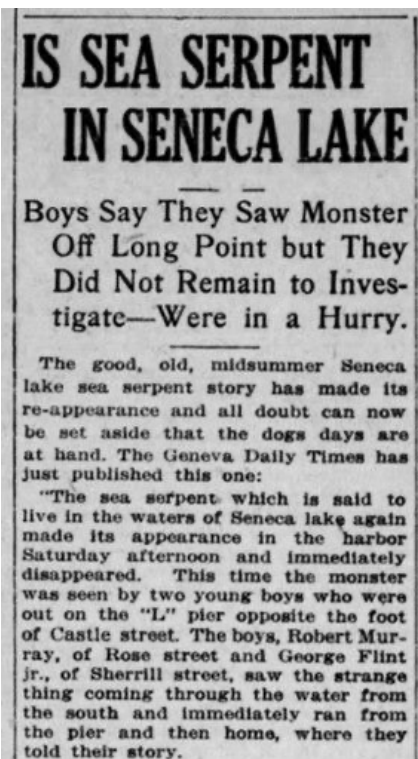 IS SEA SERPENT
IN SENECA LAKE
Boys Say They Saw Monster
Off Long Point but They
Did Not Remain to Inves-
tigate—Were in a Hurry.
The good, old, midsummer Seneca
lake sea serpent story has made its
re-appearance and all doubt can now
be set aside that the dogs days are
at hand. The Geneva Daily Times has
just published this one:
"The sea serpent which is said to
live in the waters of Seneca lake again
made its appearance in the harbor
Saturday afternoon and immediately
disappeared. This time the monster
was seen by two young boys who were
out on the "L" pier opposite the foot
of Castle street. The boys, Robert Mur-
ray, of Rose street and George Flint
jr., of Sherrill street, saw the strange
thing coming through the water from
the south and immediately ran from
the pier and then home, where they
told their story.